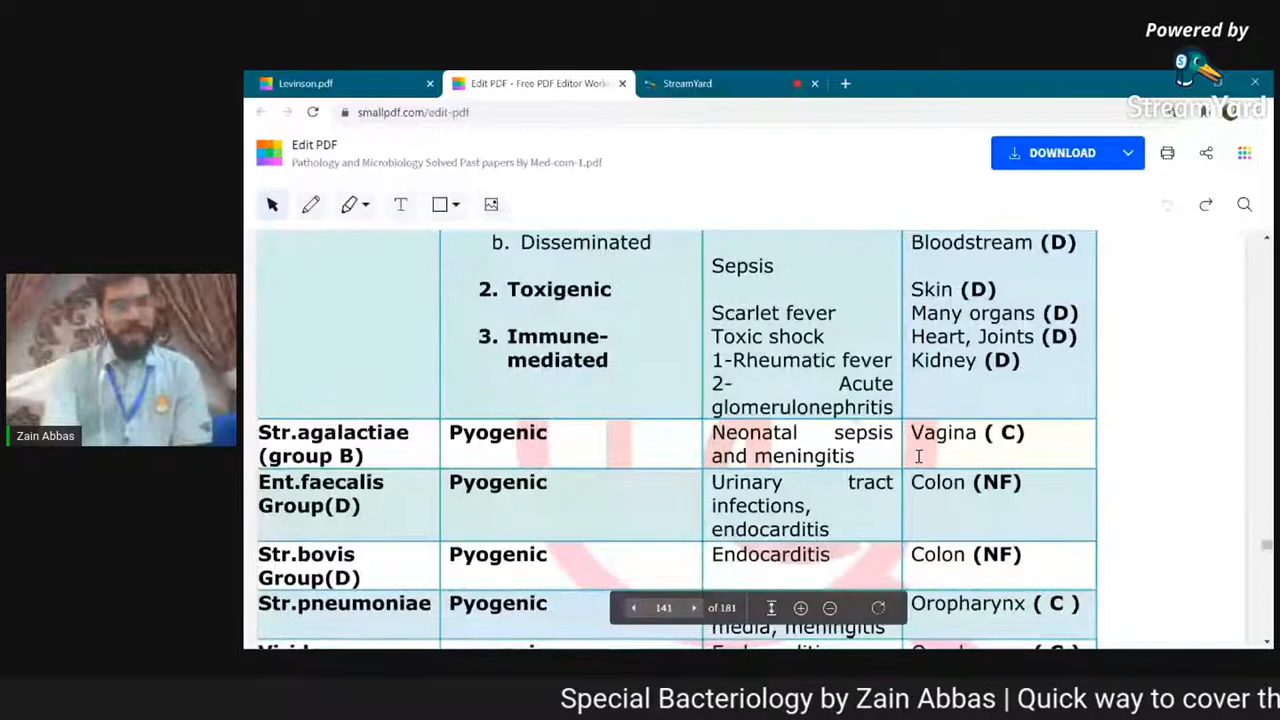 Powered by
StreamYard
Levinson.pdf
Edit PDF - Free PDF Editor Work
StreamYard
smallpdf.com/edit-pdf
Edit PDF
Pathology and Microbiology Solved Past papers By Med-com-1.pdf
DOWNLOAD
T
b. Disseminated
Bloodstream (D)
Sepsis
2. Toxigenic
Skin (D)
Scarlet fever
Many organs (D)
3. Immune-
Toxic shock
Heart, Joints (D)
mediated
1-Rheumatic fever
Kidney (D)
2- Acute
glomerulonephritis
Str.agalactiae
Pyogenic
Neonatal sepsis
Vagina ( C)
(group B)
and meningitis
Ent.faecalis
Pyogenic
Urinary tract
Colon (NF)
Group(D)
infections,
endocarditis
Str.bovis
Pyogenic
Endocarditis
Colon (NF)
Group(D)
Str.pneumoniae
Pyogenic
Oropharynx ( C )
141 of 181
media, meningitis
Zain Abbas
Special Bacteriology by Zain Abbas | Quick way to cover th